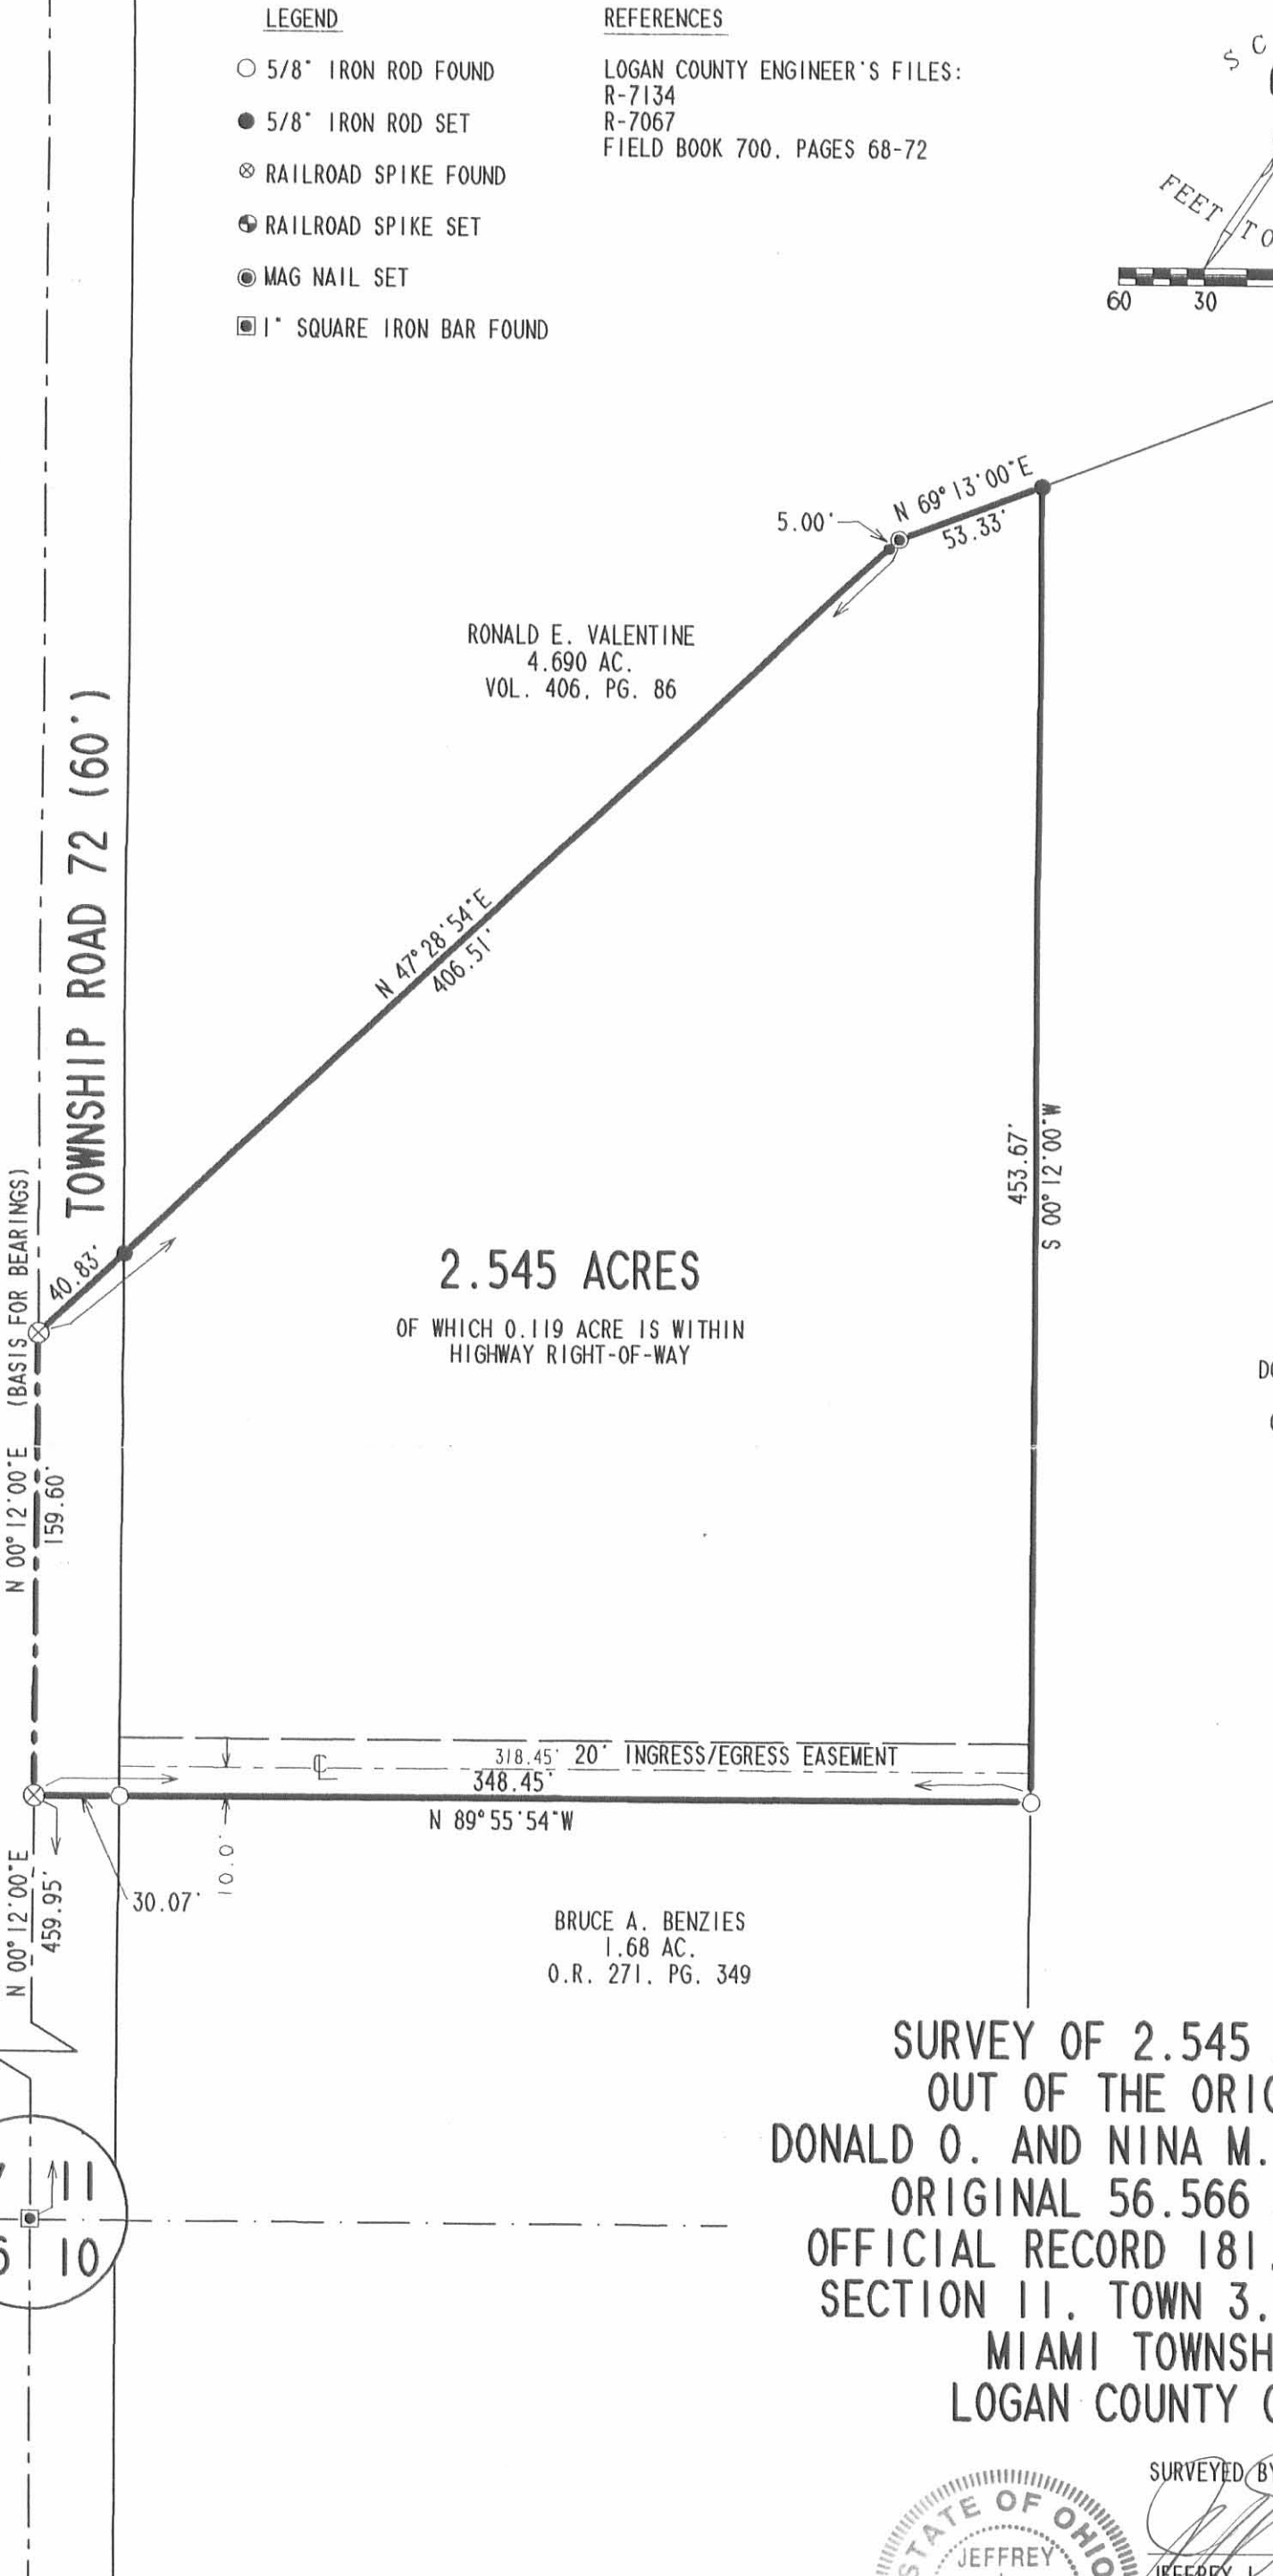 LEGEND
5/8" IRON ROD FOUND
5/8" IRON ROD SET
RAILROAD SPIKE FOUND
RAILROAD SPIKE SET
MAG NAIL SET
1" SQUARE IRON BAR FOUND
REFERENCES
LOGAN COUNTY ENGINEER'S FILES:
R-7134
R-7067
FIELD BOOK 700, PAGES 68-72
S C
FEET TO
60 30
N 69°13'00"E
53.33'
5.00'
RONALD E. VALENTINE
4.690 AC.
VOL. 406, PG. 86
TOWNSHIP ROAD 72 (60')
N 47°28'54"E
406.51'
453.67'
S 00°12'00"W
40.83'
2.545 ACRES
OF WHICH 0.119 ACRE IS WITHIN
HIGHWAY RIGHT-OF-WAY
N 00°12'00"E (BASIS FOR BEARINGS)
159.60'
318.45' 20' INGRESS/EGRESS EASEMENT
℄
348.45'
N 89°55'54"W
10.0'
30.07'
N 00°12'00"E
459.95'
BRUCE A. BENZIES
1.68 AC.
O.R. 271, PG. 349
11
10
SURVEY OF 2.545
OUT OF THE ORIG
DONALD O. AND NINA M.
ORIGINAL 56.566
OFFICIAL RECORD 181,
SECTION 11, TOWN 3,
MIAMI TOWNSH
LOGAN COUNTY
SURVEYED BY
STATE OF OHIO
JEFFREY
JEFFREY